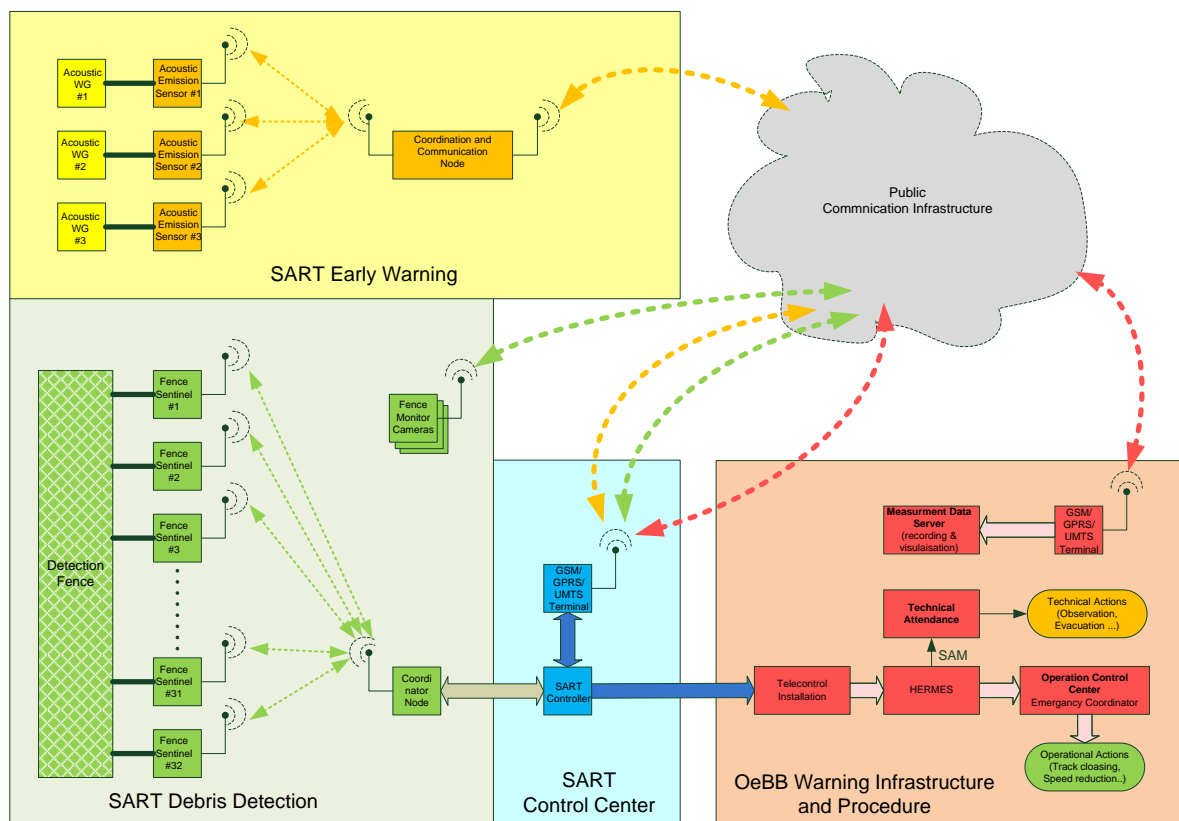 Acoustic
WG
#1
Acoustic
Emission
Sensor #1
Acoustic
WG
#2
Acoustic
Emission
Sensor #2
Acoustic
WG
#3
Acoustic
Emission
Sensor #3
Coordination and
Communication
Node
SART Early Warning
Public
Commnication Infrastructure
Detection
Fence
Fence
Sentinel
#1
Fence
Sentinel
#2
Fence
Sentinel
#3
Fence
Sentinel
#31
Fence
Sentinel
#32
Fence
Monitor
Cameras
Coordi
nator
Node
SART Debris Detection
GSM/
GPRS/
UMTS
Terminal
SART
Controller
SART
Control Center
Measurment Data
Server
(recording &
visulaisation)
GSM/
GPRS/
UMTS
Terminal
Technical
Attendance
Technical Actions
(Observation,
Evacuation ...)
SAM
Telecontrol
Installation
HERMES
Operation Control
Center
Emergancy Coordinator
Operational Actions
(Track cloasing,
Speed reduction..)
OeBB Warning Infrastructure
and Procedure